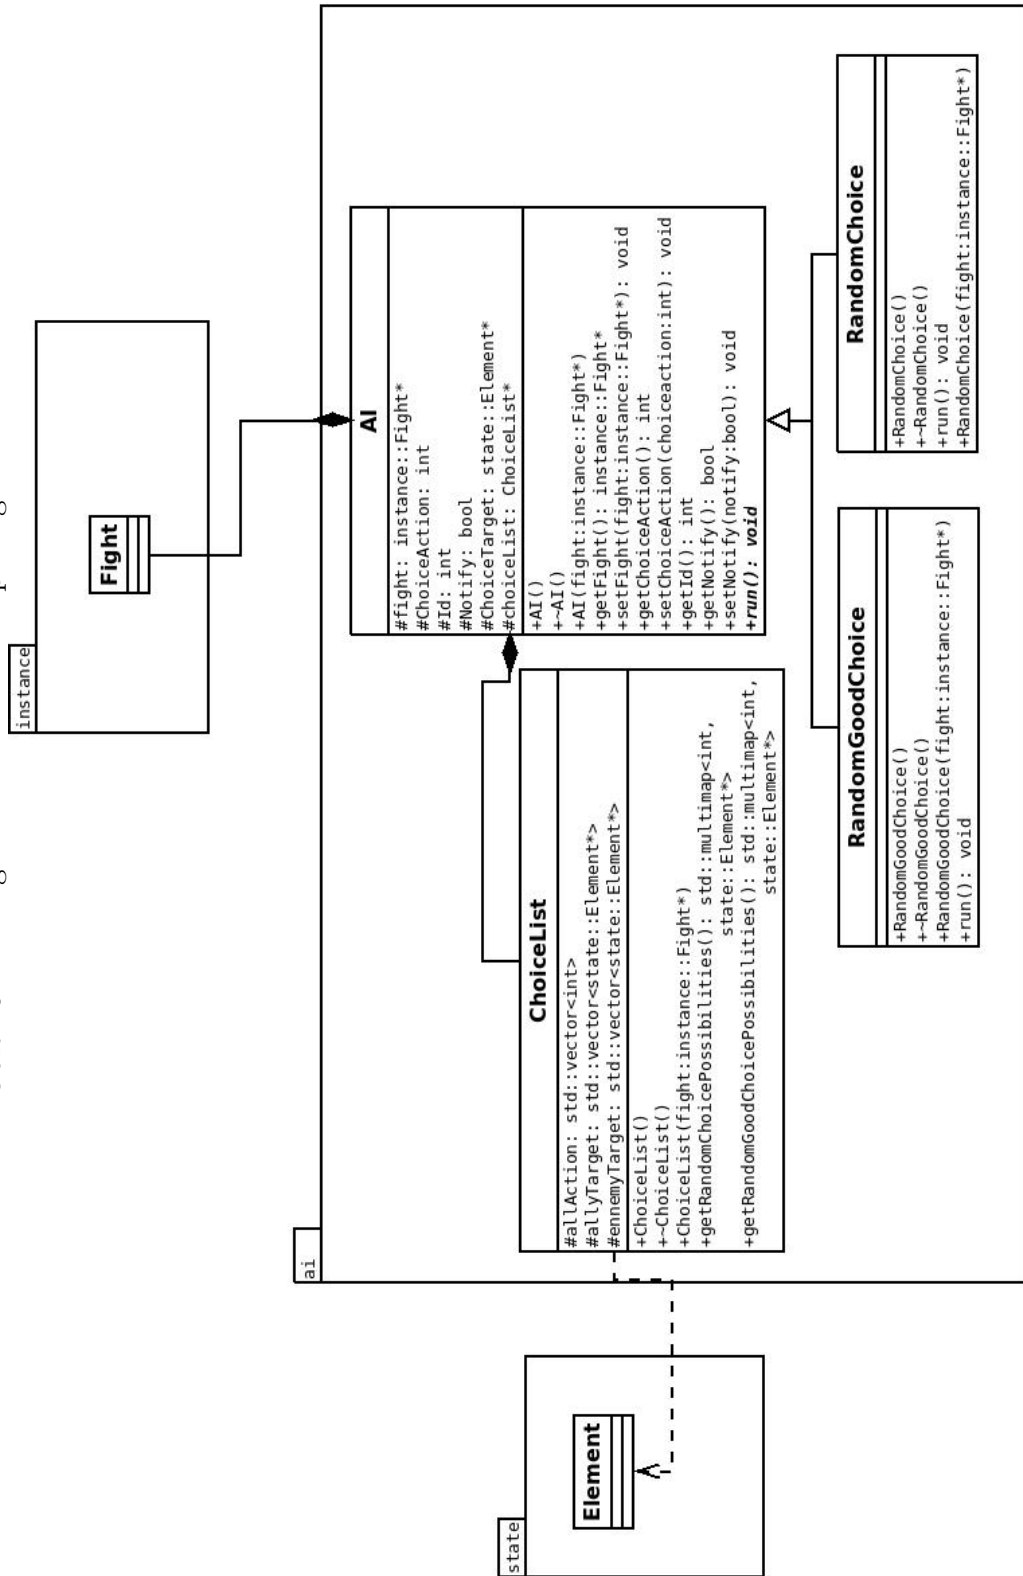 instance
Fight
ai
AI
#fight: instance::Fight*
#ChoiceAction: int
#Id: int
#Notify: bool
#ChoiceTarget: state::Element*
#choiceList: ChoiceList*
+AI()
+~AI()
+AI(fight:instance::Fight*)
+getFight(): instance::Fight*
+setFight(fight:instance::Fight*): void
+getChoiceAction(): int
+setChoiceAction(choiceaction:int): void
+getId(): int
+getNotify(): bool
+setNotify(notify:bool): void
+run(): void
ChoiceList
#allAction: std::vector<int>
#allyTarget: std::vector<state::Element*>
#ennemyTarget: std::vector<state::Element*>
+ChoiceList()
+~ChoiceList()
+ChoiceList(fight:instance::Fight*)
+getRandomChoicePossibilities(): std::multimap<int,
state::Element*>
+getRandomGoodChoicePossibilities(): std::multimap<int,
state::Element*>
state
Element
RandomGoodChoice
+RandomGoodChoice()
+~RandomGoodChoice()
+RandomGoodChoice(fight:instance::Fight*)
+run(): void
RandomChoice
+RandomChoice()
+~RandomChoice()
+run(): void
+RandomChoice(fight:instance::Fight*)